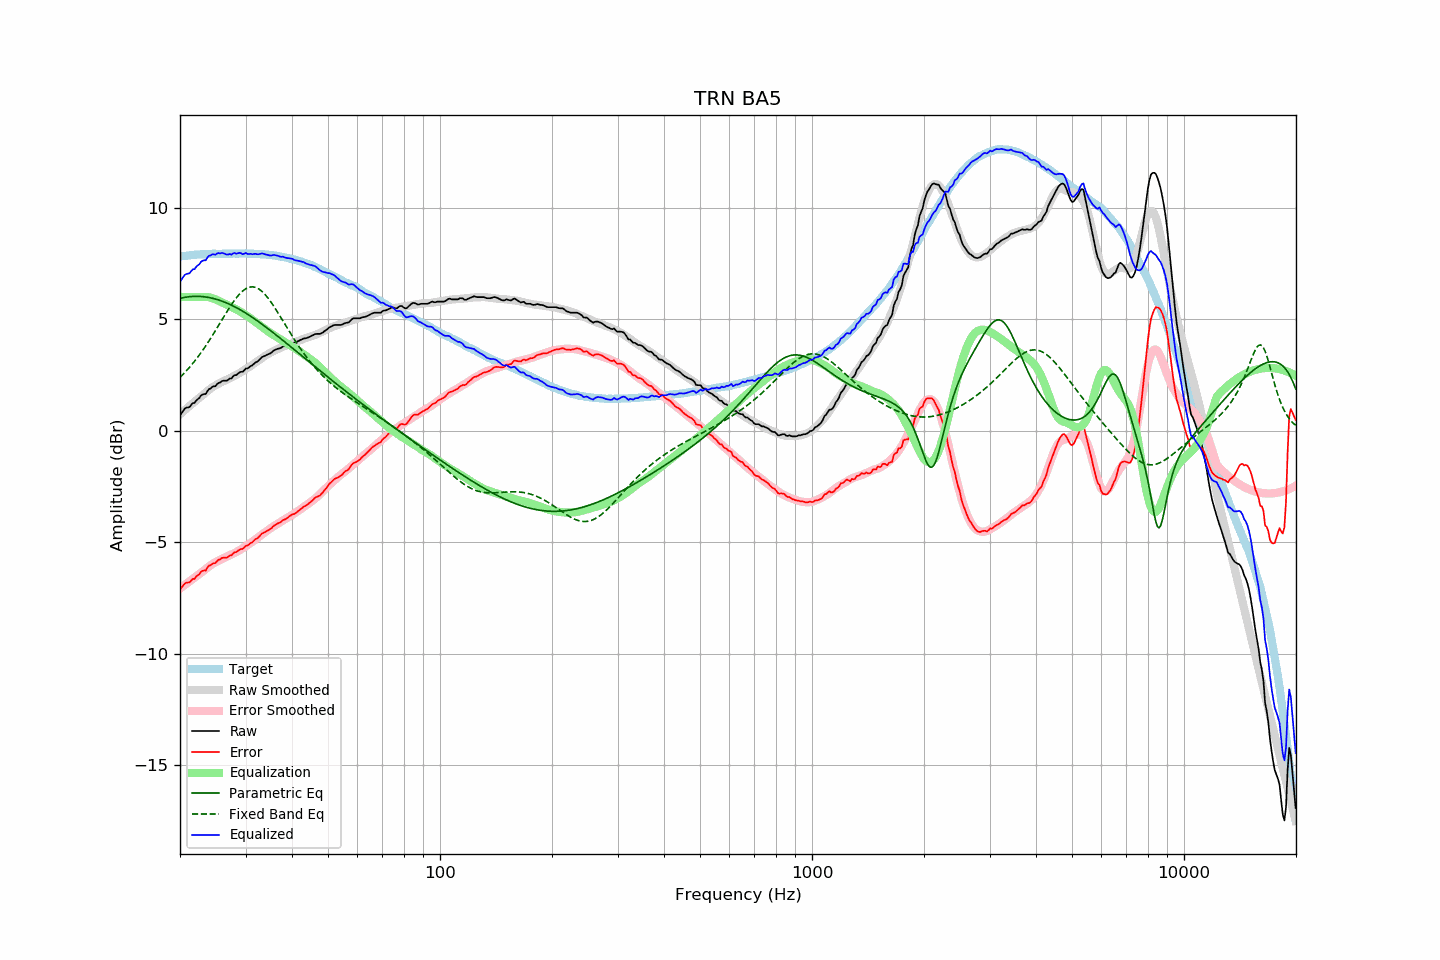 TRN BA5
Amplitude (dBr)
10
5
0
−5
−10
−15
Target
Raw Smoothed
Error Smoothed
Raw
Error
Equalization
Parametric Eq
Fixed Band Eq
Equalized
100
1000
10000
Frequency (Hz)